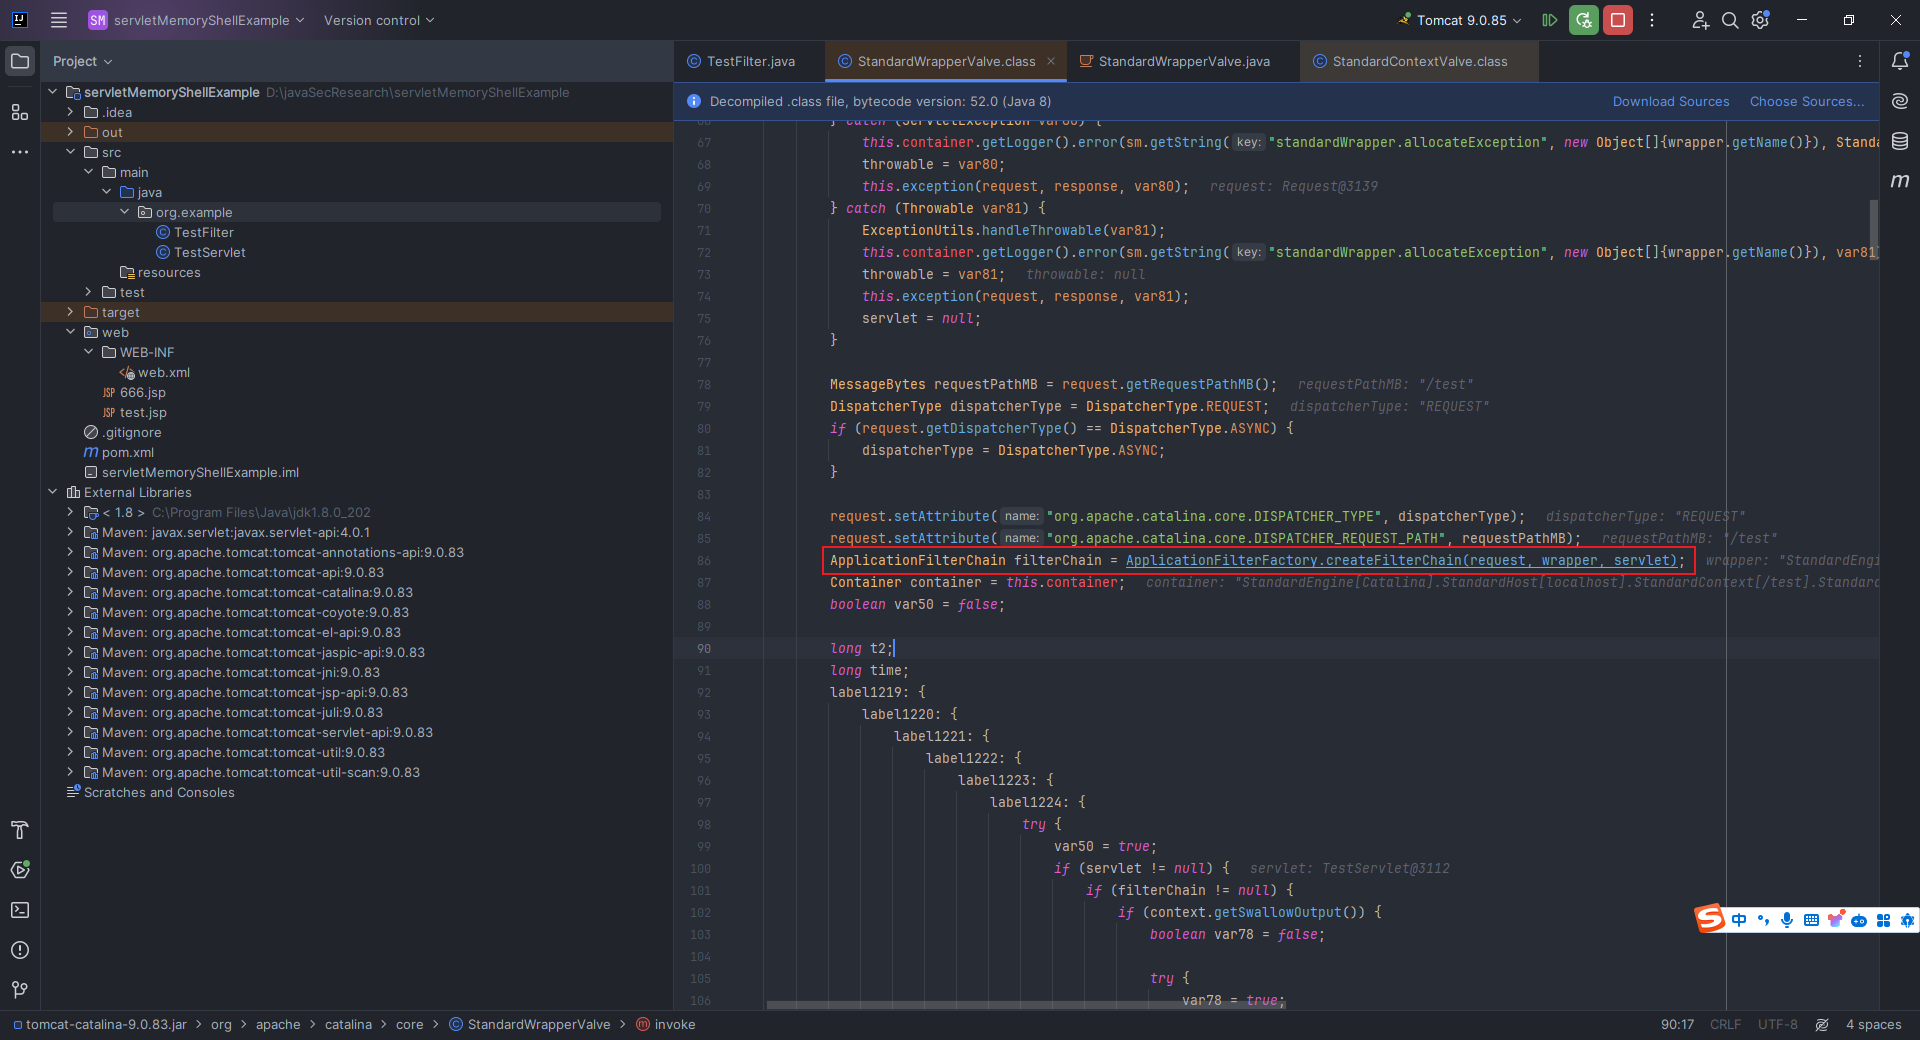 SM servletMemoryShellExample Version control Tomcat 9.0.85
Project
servletMemoryShellExample D:\javaSecResearch\servletMemoryShellExample
.idea
out
src
main
java
org.example
TestFilter
TestServlet
resources
test
target
web
WEB-INF
web.xml
JSP 666.jsp
JSP test.jsp
.gitignore
m pom.xml
servletMemoryShellExample.iml
External Libraries
< 1.8 > C:\Program Files\Java\jdk1.8.0_202
Maven: javax.servlet:javax.servlet-api:4.0.1
Maven: org.apache.tomcat:tomcat-annotations-api:9.0.83
Maven: org.apache.tomcat:tomcat-api:9.0.83
Maven: org.apache.tomcat:tomcat-catalina:9.0.83
Maven: org.apache.tomcat:tomcat-coyote:9.0.83
Maven: org.apache.tomcat:tomcat-el-api:9.0.83
Maven: org.apache.tomcat:tomcat-jaspic-api:9.0.83
Maven: org.apache.tomcat:tomcat-jni:9.0.83
Maven: org.apache.tomcat:tomcat-jsp-api:9.0.83
Maven: org.apache.tomcat:tomcat-juli:9.0.83
Maven: org.apache.tomcat:tomcat-servlet-api:9.0.83
Maven: org.apache.tomcat:tomcat-util:9.0.83
Maven: org.apache.tomcat:tomcat-util-scan:9.0.83
Scratches and Consoles
TestFilter.java StandardWrapperValve.class StandardWrapperValve.java StandardContextValve.class
Decompiled .class file, bytecode version: 52.0 (Java 8) Download Sources Choose Sources...
66 } catch (ServletException var80) {
67 this.container.getLogger().error(sm.getString( key: "standardWrapper.allocateException", new Object[]{wrapper.getName()}), Standa
68 throwable = var80;
69 this.exception(request, response, var80); request: Request@3139
70 } catch (Throwable var81) {
71 ExceptionUtils.handleThrowable(var81);
72 this.container.getLogger().error(sm.getString( key: "standardWrapper.allocateException", new Object[]{wrapper.getName()}), var81
73 throwable = var81; throwable: null
74 this.exception(request, response, var81);
75 servlet = null;
76 }
77
78 MessageBytes requestPathMB = request.getRequestPathMB(); requestPathMB: "/test"
79 DispatcherType dispatcherType = DispatcherType.REQUEST; dispatcherType: "REQUEST"
80 if (request.getDispatcherType() == DispatcherType.ASYNC) {
81 dispatcherType = DispatcherType.ASYNC;
82 }
83
84 request.setAttribute( name: "org.apache.catalina.core.DISPATCHER_TYPE", dispatcherType); dispatcherType: "REQUEST"
85 request.setAttribute( name: "org.apache.catalina.core.DISPATCHER_REQUEST_PATH", requestPathMB); requestPathMB: "/test"
86 ApplicationFilterChain filterChain = ApplicationFilterFactory.createFilterChain(request, wrapper, servlet); wrapper: "StandardEngi
87 Container container = this.container; container: "StandardEngine[Catalina].StandardHost[localhost].StandardContext[/test].Standard
88 boolean var50 = false;
89
90 long t2;
91 long time;
92 label1219: {
93 label1220: {
94 label1221: {
95 label1222: {
96 label1223: {
97 label1224: {
98 try {
99 var50 = true;
100 if (servlet != null) { servlet: TestServlet@3112
101 if (filterChain != null) {
102 if (context.getSwallowOutput()) {
103 boolean var78 = false;
104
105 try {
106 var78 = true;
中
tomcat-catalina-9.0.83.jar > org > apache > catalina > core > StandardWrapperValve > invoke 90:17 CRLF UTF-8 4 spaces